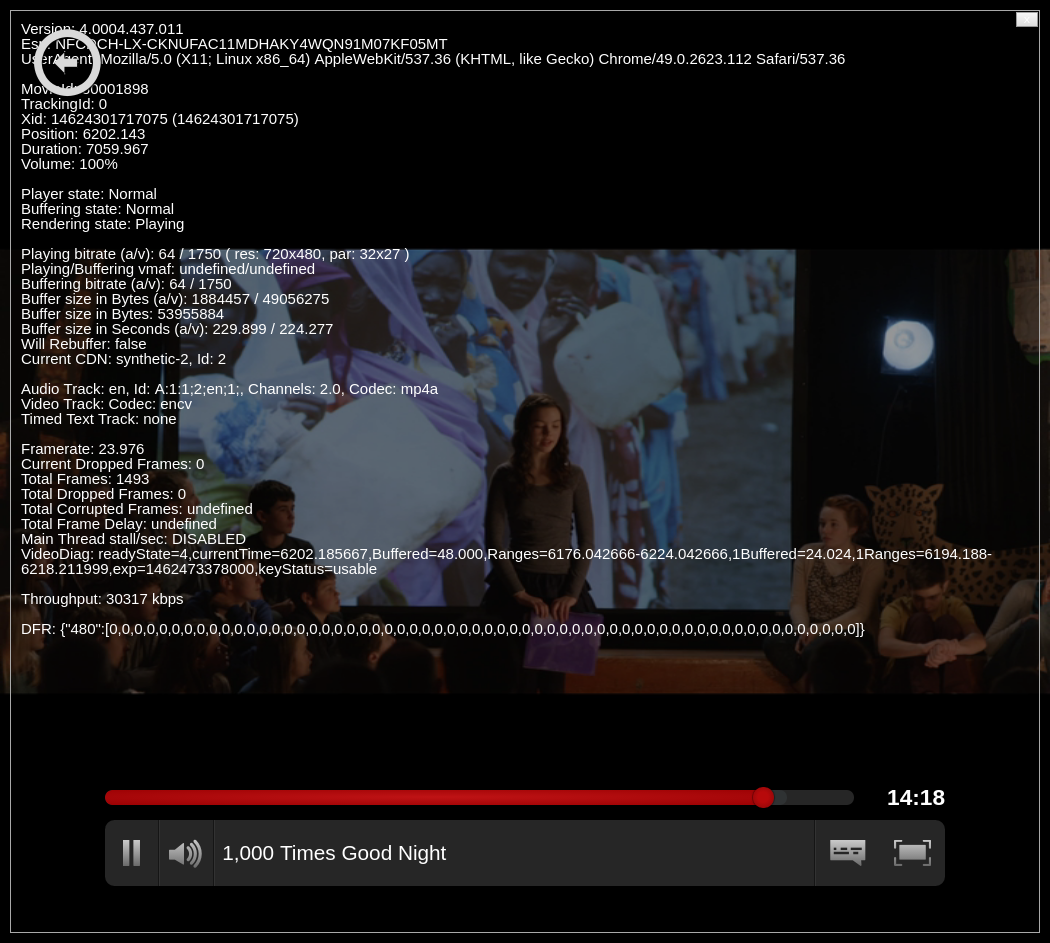 Version: 4.0004.437.011
Esn: NFCDCH-LX-CKNUFAC11MDHAKY4WQN91M07KF05MT
UserAgent: Mozilla/5.0 (X11; Linux x86_64) AppleWebKit/537.36 (KHTML, like Gecko) Chrome/49.0.2623.112 Safari/537.36
MovieId: 80001898
TrackingId: 0
Xid: 14624301717075 (14624301717075)
Position: 6202.143
Duration: 7059.967
Volume: 100%
Player state: Normal
Buffering state: Normal
Rendering state: Playing
Playing bitrate (a/v): 64 / 1750 ( res: 720x480, par: 32x27 )
Playing/Buffering vmaf: undefined/undefined
Buffering bitrate (a/v): 64 / 1750
Buffer size in Bytes (a/v): 1884457 / 49056275
Buffer size in Bytes: 53955884
Buffer size in Seconds (a/v): 229.899 / 224.277
Will Rebuffer: false
Current CDN: synthetic-2, Id: 2
Audio Track: en, Id: A:1:1;2;en;1;, Channels: 2.0, Codec: mp4a
Video Track: Codec: encv
Timed Text Track: none
Framerate: 23.976
Current Dropped Frames: 0
Total Frames: 1493
Total Dropped Frames: 0
Total Corrupted Frames: undefined
Total Frame Delay: undefined
Main Thread stall/sec: DISABLED
VideoDiag: readyState=4,currentTime=6202.185667,Buffered=48.000,Ranges=6176.042666-6224.042666,1Buffered=24.024,1Ranges=6194.188-
6218.211999,exp=1462473378000,keyStatus=usable
Throughput: 30317 kbps
DFR: {"480":[0,0,0,0,0,0,0,0,0,0,0,0,0,0,0,0,0,0,0,0,0,0,0,0,0,0,0,0,0,0,0,0,0,0,0,0,0,0,0,0,0,0,0,0,0,0,0,0,0,0,0,0,0,0,0,0,0,0,0,0]}
14:18
1,000 Times Good Night